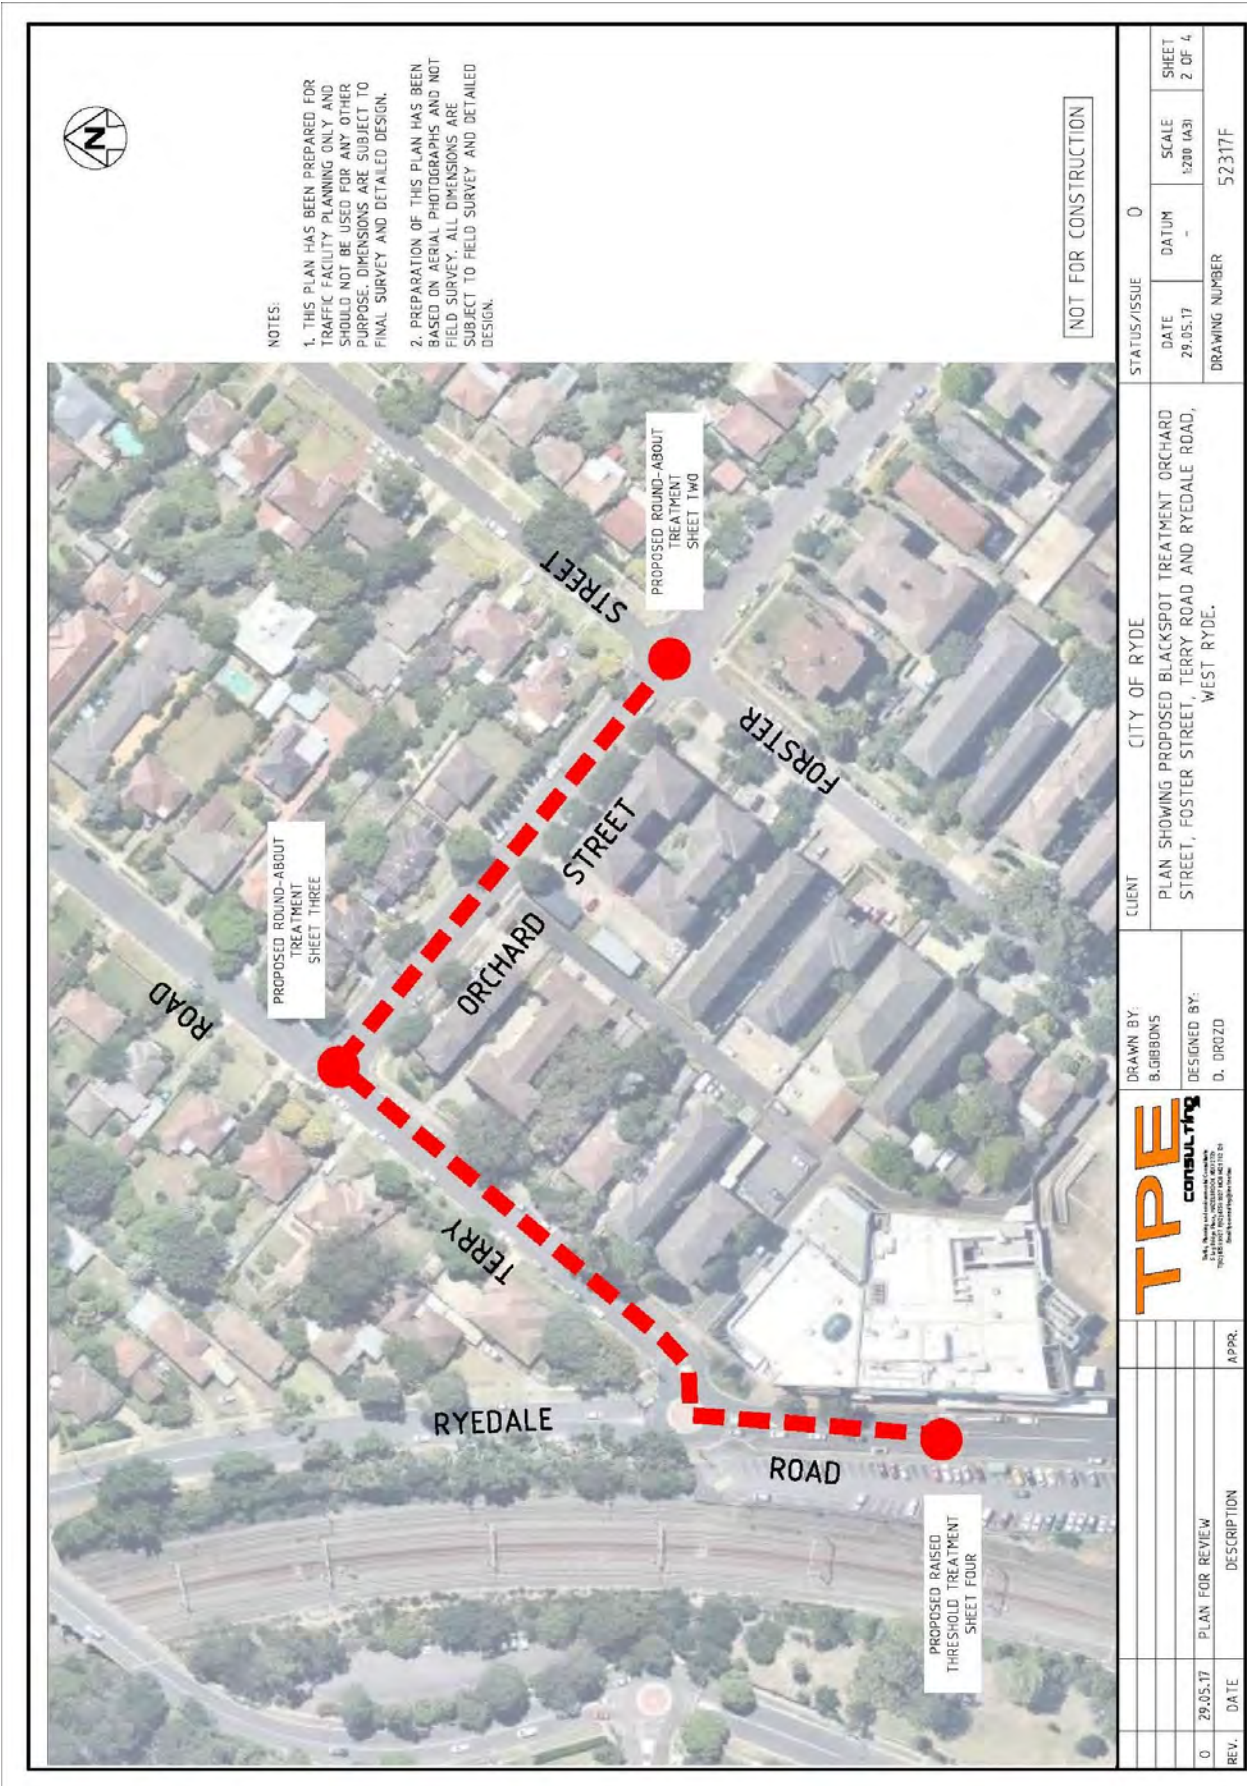 N
NOTES:
1. THIS PLAN HAS BEEN PREPARED FOR
TRAFFIC FACILITY PLANNING ONLY AND
SHOULD NOT BE USED FOR ANY OTHER
PURPOSE. DIMENSIONS ARE SUBJECT TO
FINAL SURVEY AND DETAILED DESIGN.
2. PREPARATION OF THIS PLAN HAS BEEN
BASED ON AERIAL PHOTOGRAPHS AND NOT
FIELD SURVEY. ALL DIMENSIONS ARE
SUBJECT TO FIELD SURVEY AND DETAILED
DESIGN.
NOT FOR CONSTRUCTION
ROAD
PROPOSED ROUND-ABOUT
TREATMENT
SHEET THREE
STREET
PROPOSED ROUND-ABOUT
TREATMENT
SHEET TWO
ORCHARD
STREET
FORSTER
TERRY
RYEDALE
ROAD
PROPOSED RAISED
THRESHOLD TREATMENT
SHEET FOUR
0 29.05.17 PLAN FOR REVIEW
REV. DATE DESCRIPTION APPR.
TPE
consulting
DRAWN BY:
B.GIBBONS
DESIGNED BY:
D. DROZD
CLIENT CITY OF RYDE
PLAN SHOWING PROPOSED BLACKSPOT TREATMENT ORCHARD
STREET, FOSTER STREET, TERRY ROAD AND RYEDALE ROAD,
WEST RYDE.
STATUS/ISSUE 0
DATE DATUM SCALE SHEET
29.05.17 - 1:200 (A3) 2 OF 4
DRAWING NUMBER 52317F